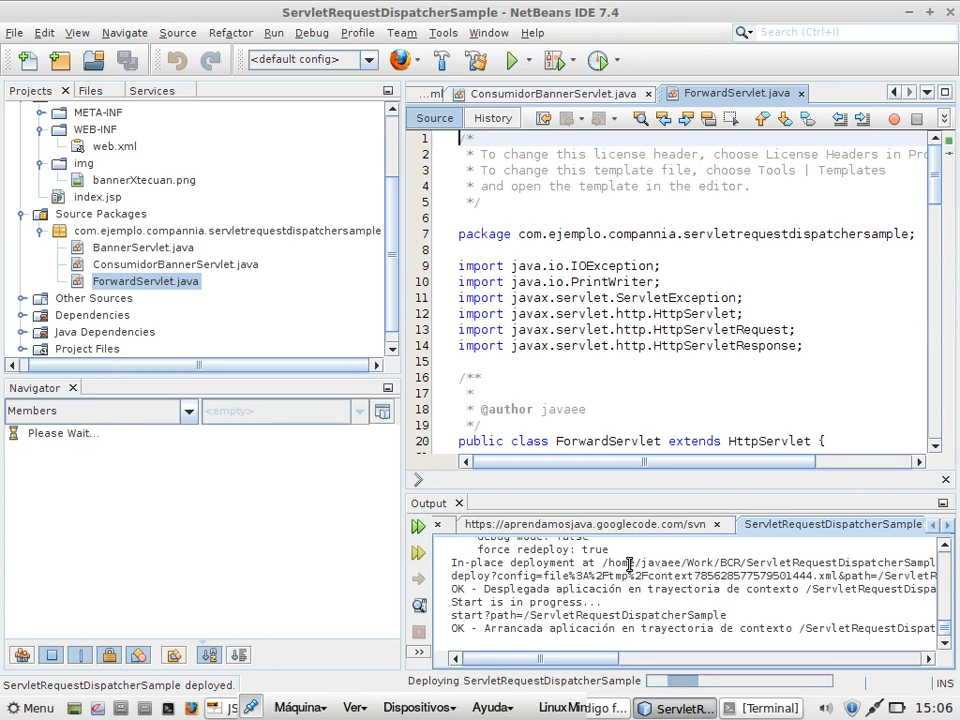 ServletRequestDispatcherSample - NetBeans IDE 7.4
File Edit View Navigate Source Refactor Run Debug Profile Team Tools Window Help
Search (Ctrl+I)
<default config>
Projects Files Services
META-INF
WEB-INF
web.xml
img
bannerXtecuan.png
index.jsp
Source Packages
com.ejemplo.compannia.servletrequestdispatchersample
BannerServlet.java
ConsumidorBannerServlet.java
ForwardServlet.java
Other Sources
Dependencies
Java Dependencies
Project Files
Navigator
Members
<empty>
Please Wait...
ConsumidorBannerServlet.java ForwardServlet.java
Source History
1 /*
2 * To change this license header, choose License Headers in Pro
3 * To change this template file, choose Tools | Templates
4 * and open the template in the editor.
5 */
6
7 package com.ejemplo.compannia.servletrequestdispatchersample;
8
9 import java.io.IOException;
10 import java.io.PrintWriter;
11 import javax.servlet.ServletException;
12 import javax.servlet.http.HttpServlet;
13 import javax.servlet.http.HttpServletRequest;
14 import javax.servlet.http.HttpServletResponse;
15
16 /**
17 *
18 * @author javaee
19 */
20 public class ForwardServlet extends HttpServlet {
Output
https://aprendamosjava.googlecode.com/svn ServletRequestDispatcherSample
debug mode: false
force redeploy: true
In-place deployment at /home/javaee/Work/BCR/ServletRequestDispatcherSampl
deploy?config=file%3A%2Ftmp%2Fcontext785628577579501444.xml&path=/ServletR
OK - Desplegada aplicación en trayectoria de contexto /ServletRequestDispa
Start is in progress...
start?path=/ServletRequestDispatcherSample
OK - Arrancada aplicación en trayectoria de contexto /ServletRequestDispat
ServletRequestDispatcherSample deployed.
Deploying ServletRequestDispatcherSample
INS
Menu
JS
Máquina Ver Dispositivos Ayuda
Linux Min
digo f...
ServletR...
[Terminal]
15:06